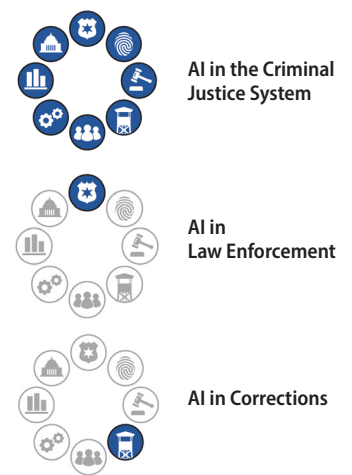 AI in the Criminal
Justice System
AI in
Law Enforcement
AI in Corrections